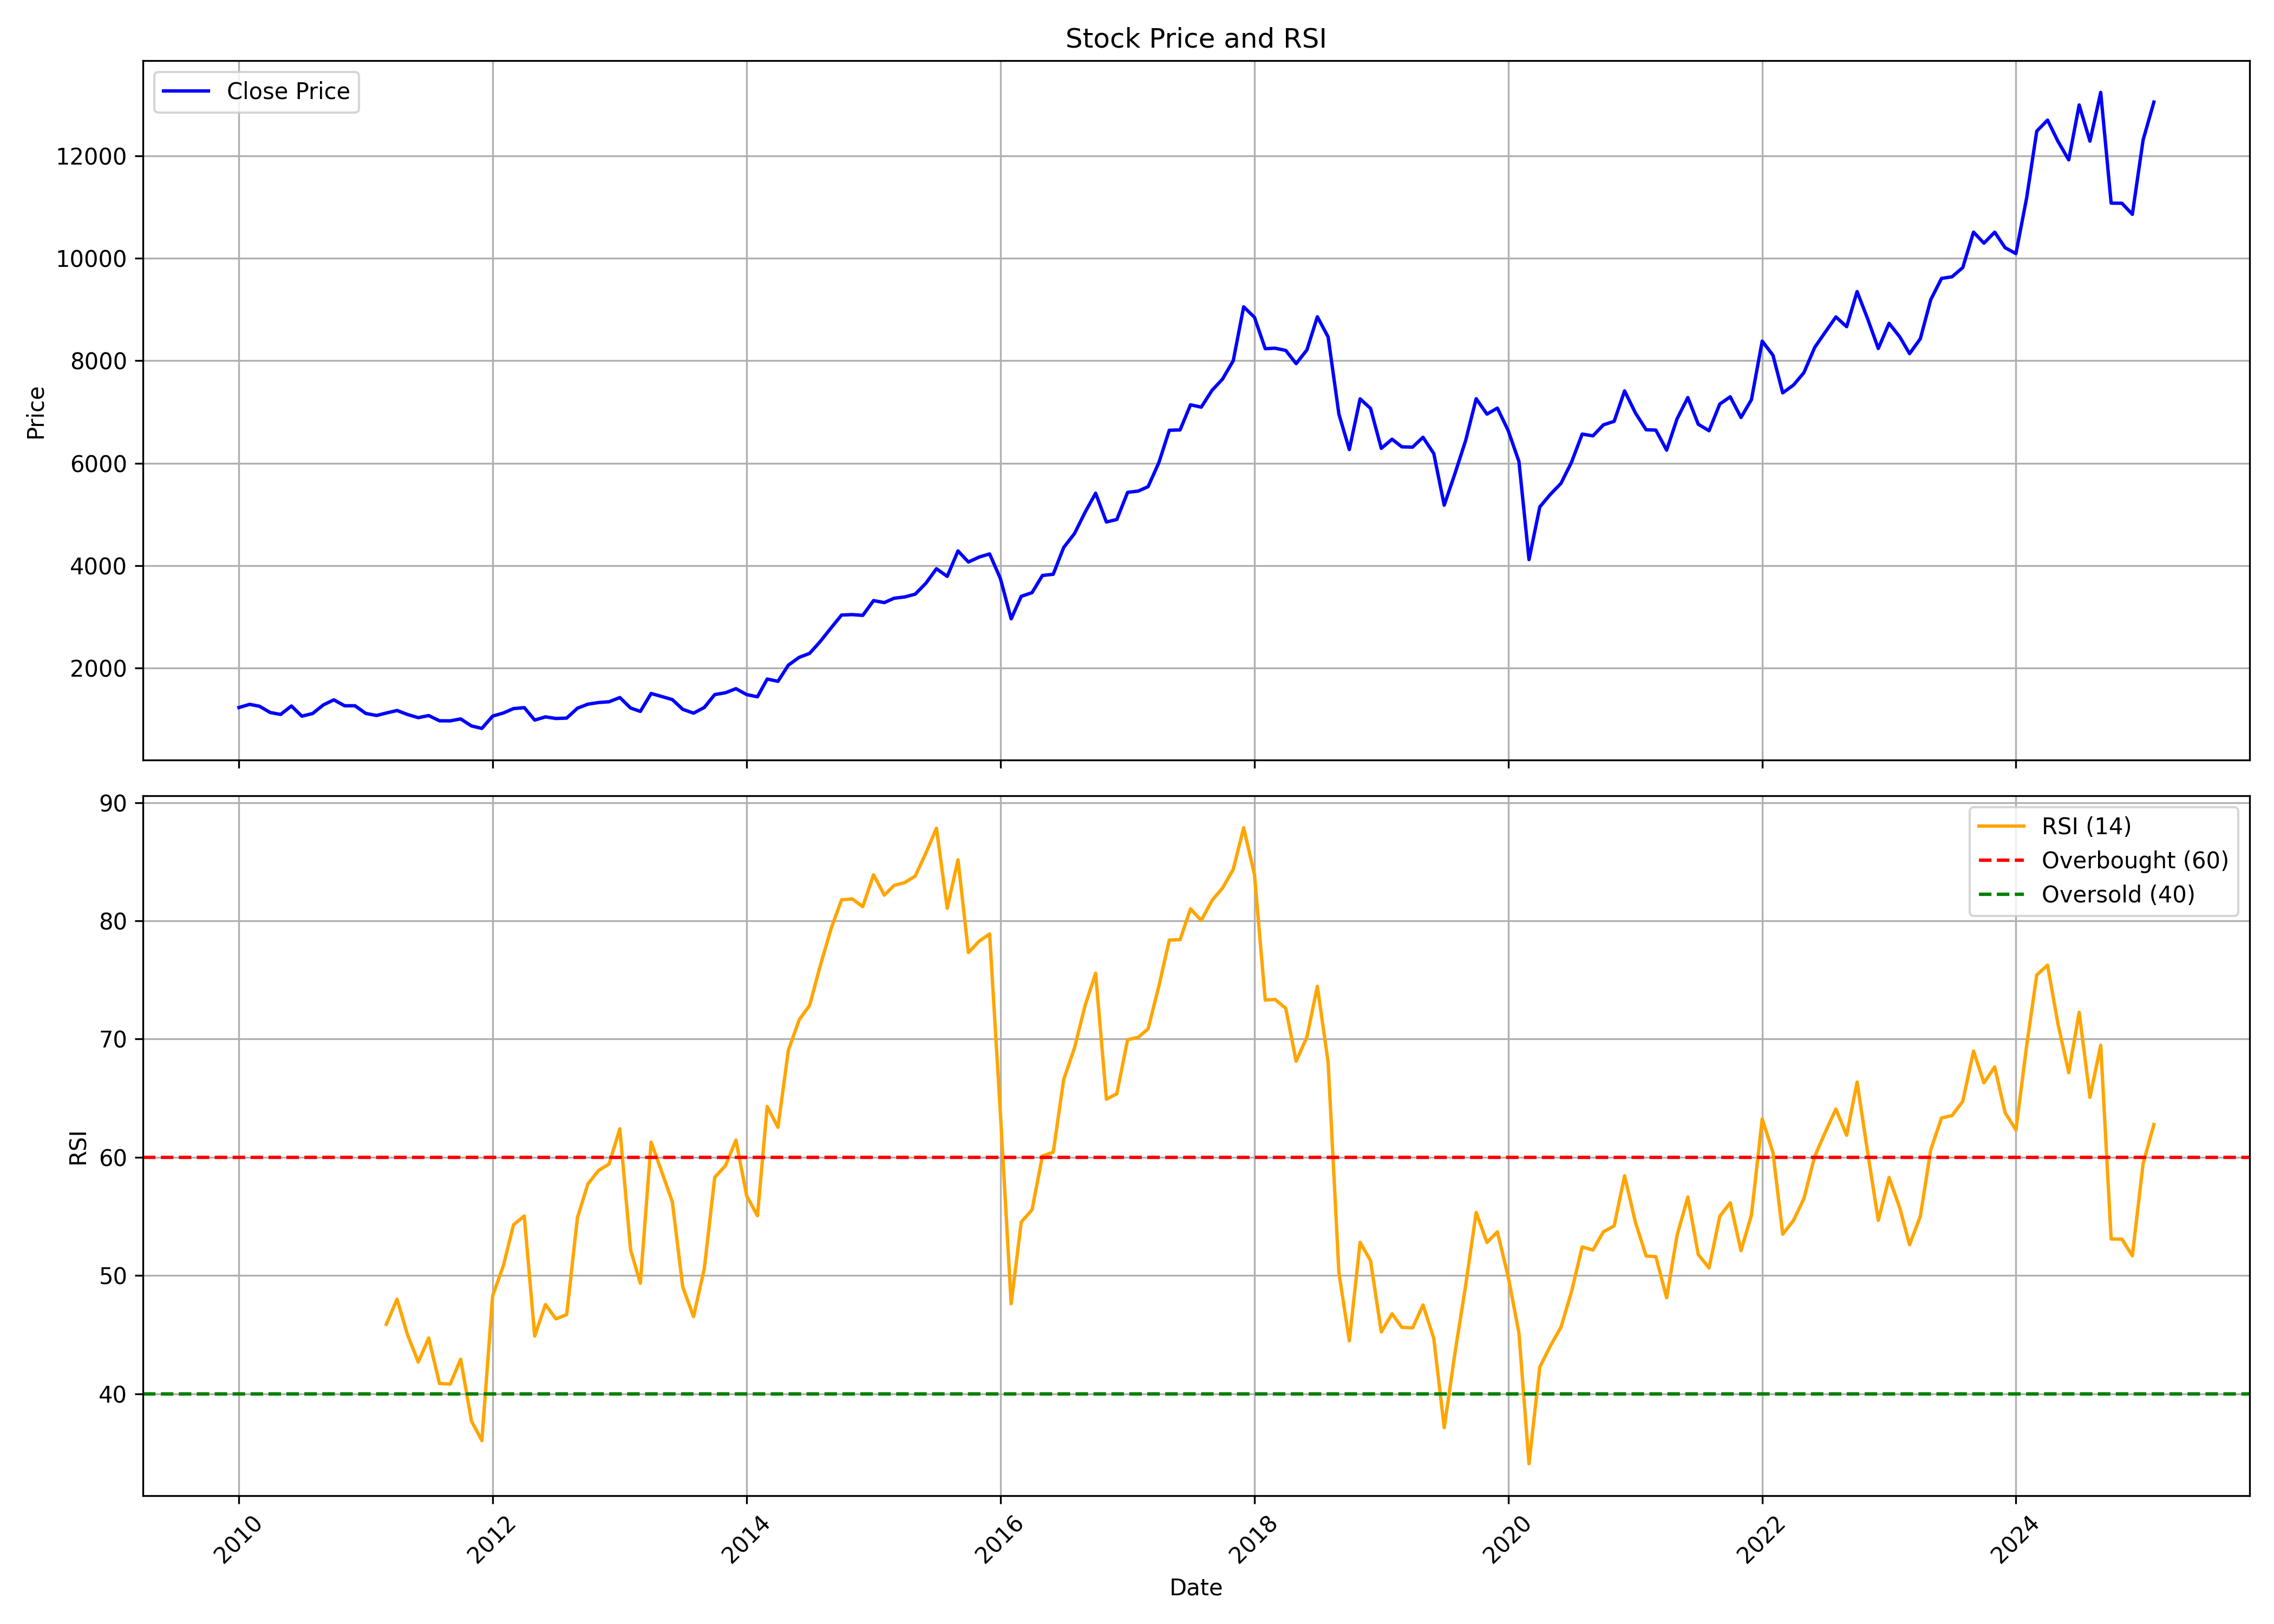 Stock Price and RSI
Close Price
12000
10000
8000
6000
4000
2000
Price
90
80
70
60
50
40
RSI
RSI (14)
Overbought (60)
Oversold (40)
2010
2012
2014
2016
2018
2020
2022
2024
Date